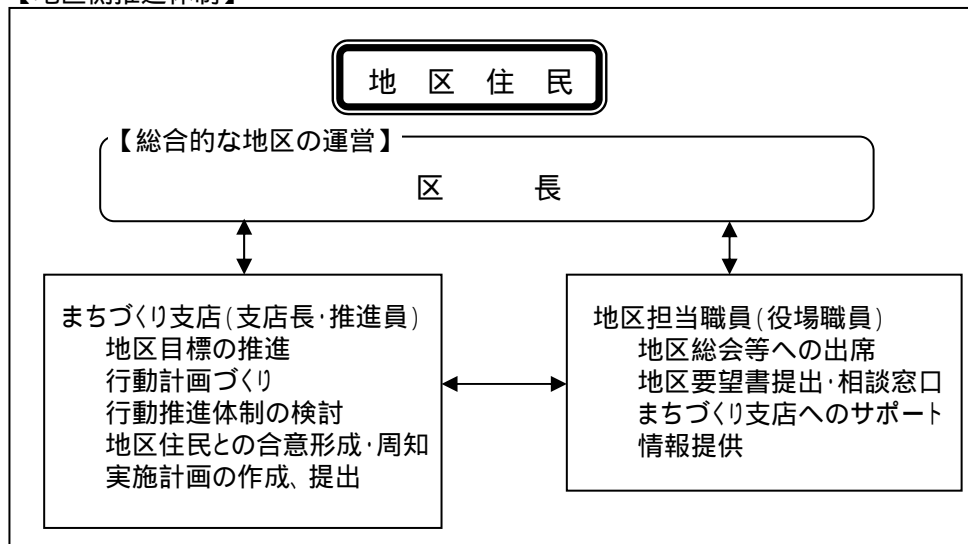 【地区側推進体制】
地区住民
【総合的な地区の運営】
区長
まちづくり支店(支店長・推進員)
地区目標の推進
行動計画づくり
行動推進体制の検討
地区住民との合意形成・周知
実施計画の作成、提出
地区担当職員(役場職員)
地区総会等への出席
地区要望書提出・相談窓口
まちづくり支店へのサポート
情報提供